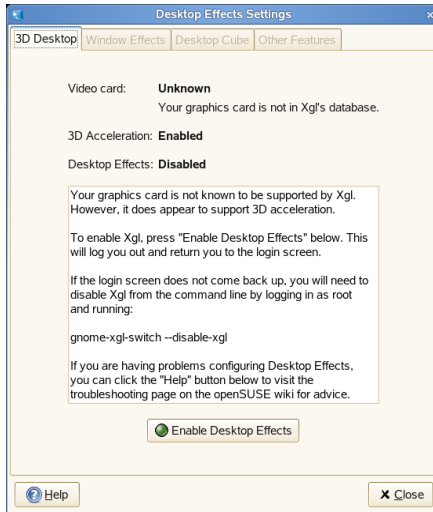 Desktop Effects Settings
3D Desktop Window Effects Desktop Cube Other Features
Video card: Unknown
Your graphics card is not in Xgl's database.
3D Acceleration: Enabled
Desktop Effects: Disabled
Your graphics card is not known to be supported by Xgl.
However, it does appear to support 3D acceleration.
To enable Xgl, press "Enable Desktop Effects" below. This
will log you out and return you to the login screen.
If the login screen does not come back up, you will need to
disable Xgl from the command line by logging in as root
and running:
gnome-xgl-switch --disable-xgl
If you are having problems configuring Desktop Effects,
you can click the "Help" button below to visit the
troubleshooting page on the openSUSE wiki for advice.
Enable Desktop Effects
Help
Close